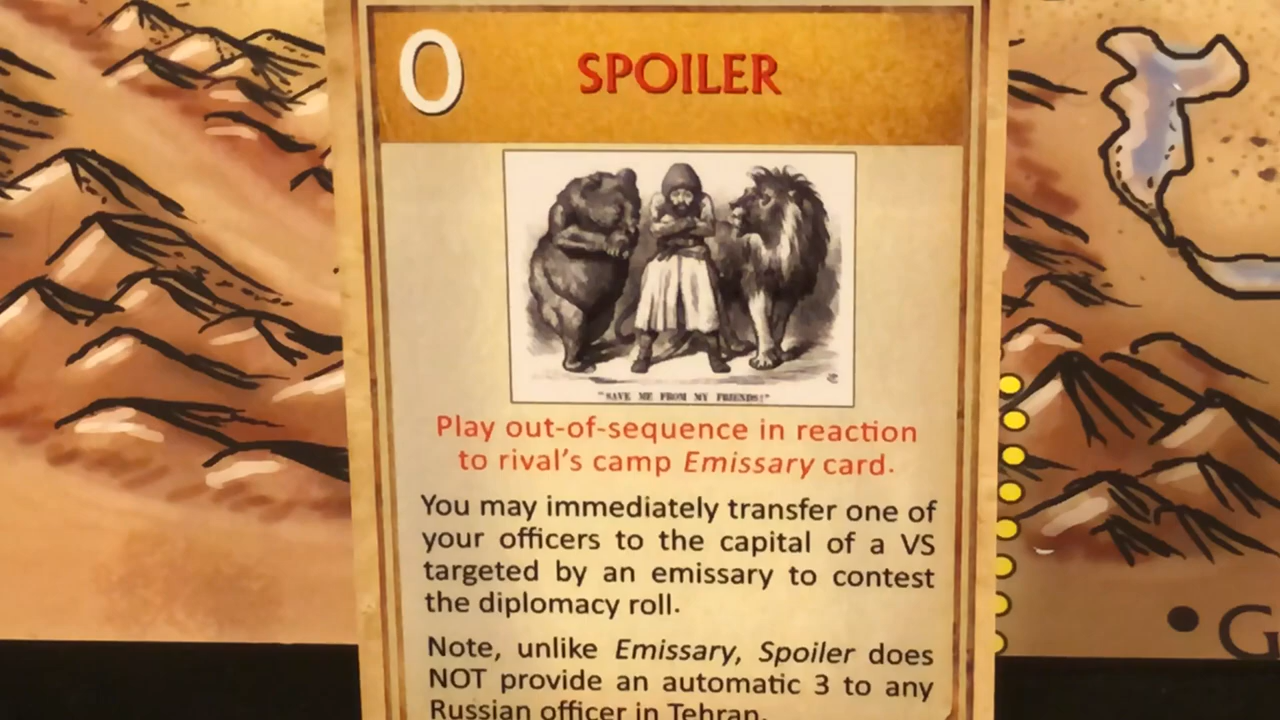 0
SPOILER
"SAVE ME FROM MY FRIENDS!"
Play out-of-sequence in reaction
to rival's camp Emissary card.
You may immediately transfer one of
your officers to the capital of a VS
targeted by an emissary to contest
the diplomacy roll.
Note, unlike Emissary, Spoiler does
NOT provide an automatic 3 to any
Russian officer in Tehran.
G